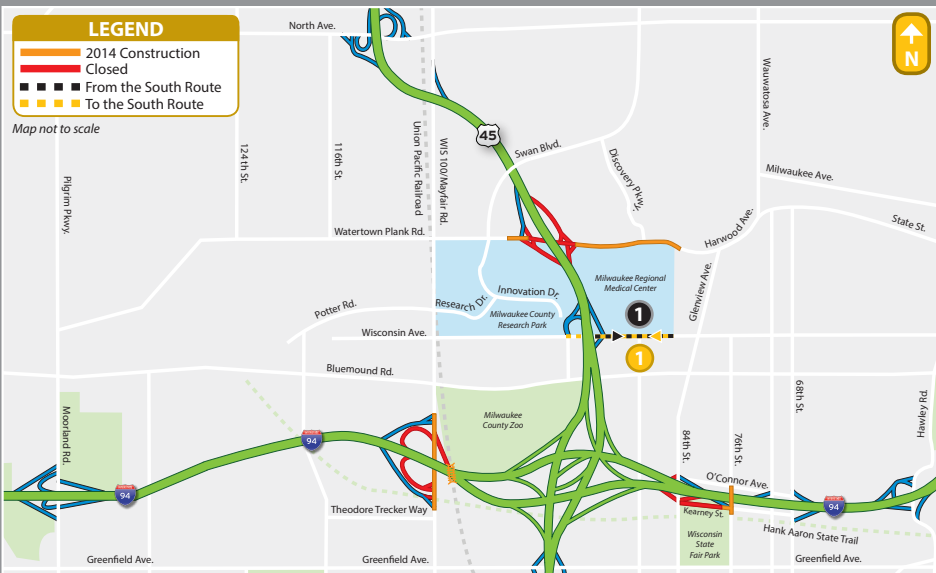 LEGEND
2014 Construction
Closed
From the South Route
To the South Route
Map not to scale
N
North Ave.
45
Swan Blvd.
Discovery Pkwy.
Wauwatosa Ave.
Milwaukee Ave.
State St.
Harwood Ave.
Glenview Ave.
Pilgrim Pkwy.
124th St.
116th St.
Union Pacific Railroad
WIS 100/Mayfair Rd.
Watertown Plank Rd.
Milwaukee Regional
Medical Center
Innovation Dr.
Research Dr.
Milwaukee County
Research Park
1
1
Potter Rd.
Wisconsin Ave.
Bluemound Rd.
Milwaukee
County Zoo
Moorland Rd.
94
94
84th St.
76th St.
68th St.
Hawley Rd.
O'Connor Ave.
94
Kearney St.
Theodore Trecker Way
Hank Aaron State Trail
Wisconsin
State
Fair Park
Greenfield Ave.
Greenfield Ave.
Greenfield Ave.